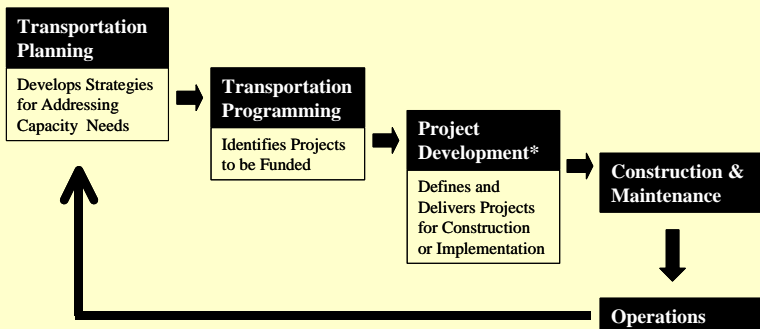 Transportation
Planning
Develops Strategies
for Addressing
Capacity Needs
Transportation
Programming
Identifies Projects
to be Funded
Project
Development*
Defines and
Delivers Projects
for Construction
or Implementation
Construction &
Maintenance
Operations